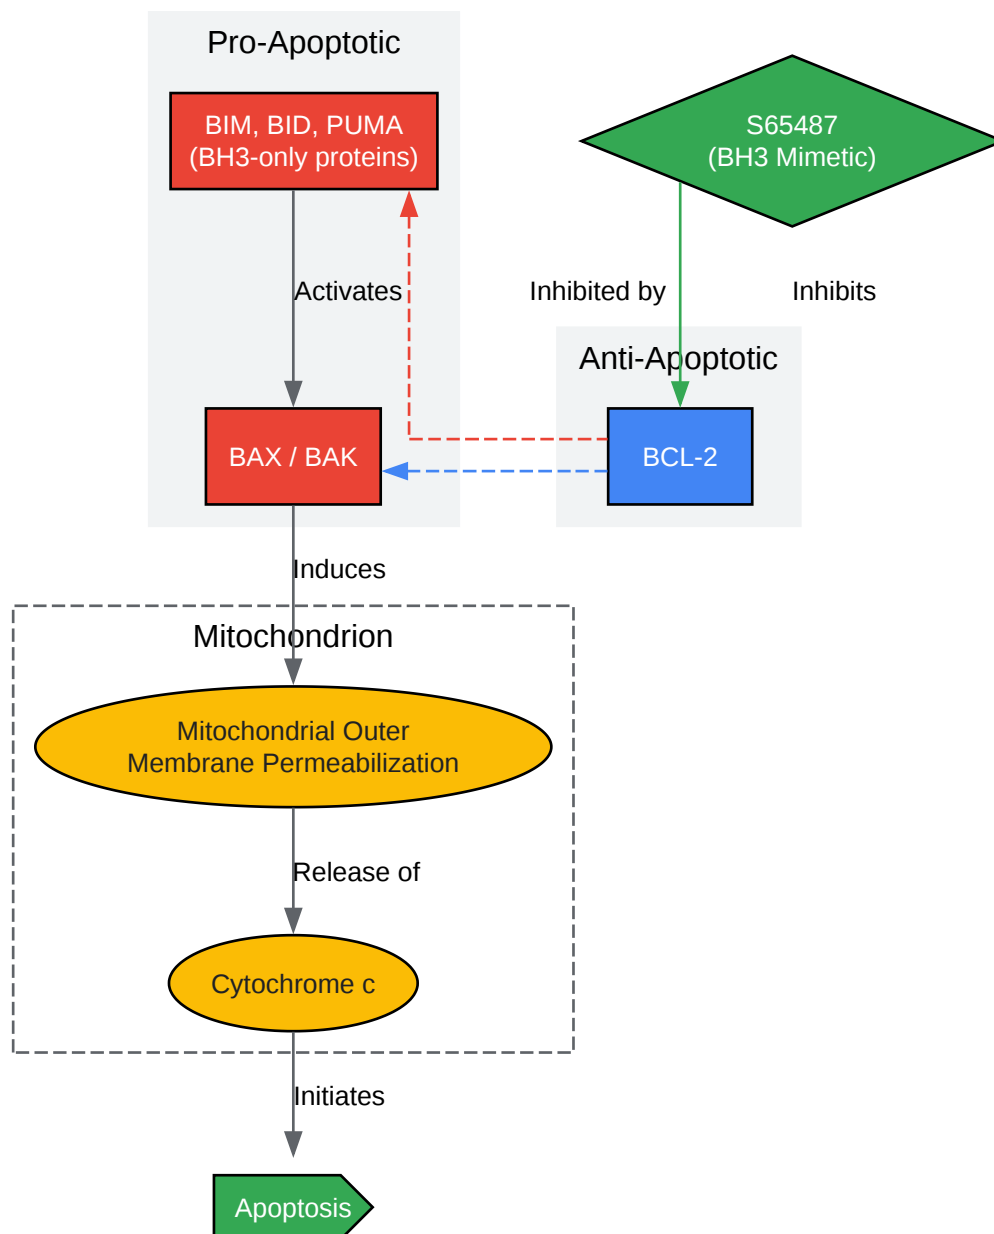 Pro-Apoptotic
BIM, BID, PUMA
(BH3-only proteins)
S65487
(BH3 Mimetic)
Activates
Inhibited by
Inhibits
Anti-Apoptotic
BAX / BAK
BCL-2
Induces
Mitochondrion
Mitochondrial Outer
Membrane Permeabilization
Release of
Cytochrome c
Initiates
Apoptosis